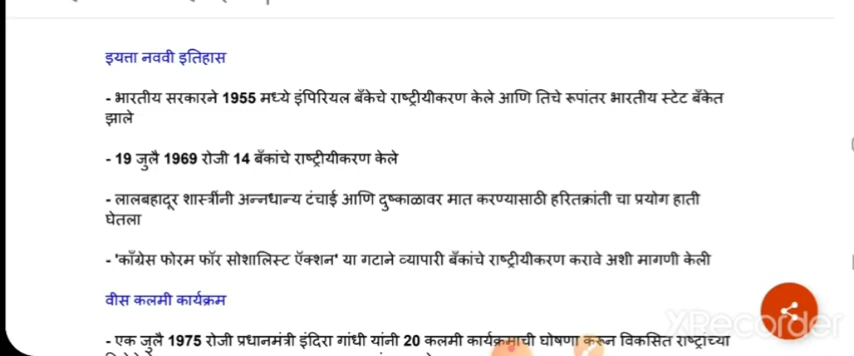 इयत्ता नववी इतिहास
- भारतीय सरकारने 1955 मध्ये इंपिरियल बँकेचे राष्ट्रीयीकरण केले आणि तिचे रूपांतर भारतीय स्टेट बँकेत
झाले
- 19 जुलै 1969 रोजी 14 बँकांचे राष्ट्रीयीकरण केले
- लालबहादूर शास्त्रींनी अन्नधान्य टंचाई आणि दुष्काळावर मात करण्यासाठी हरितक्रांती चा प्रयोग हाती
घेतला
- 'काँग्रेस फोरम फॉर सोशालिस्ट ऍक्शन' या गटाने व्यापारी बँकांचे राष्ट्रीयीकरण करावे अशी मागणी केली
वीस कलमी कार्यक्रम
XRecorder
- एक जुलै 1975 रोजी प्रधानमंत्री इंदिरा गांधी यांनी 20 कलमी कार्यक्रमाची घोषणा करून विकसित राष्ट्रांच्या